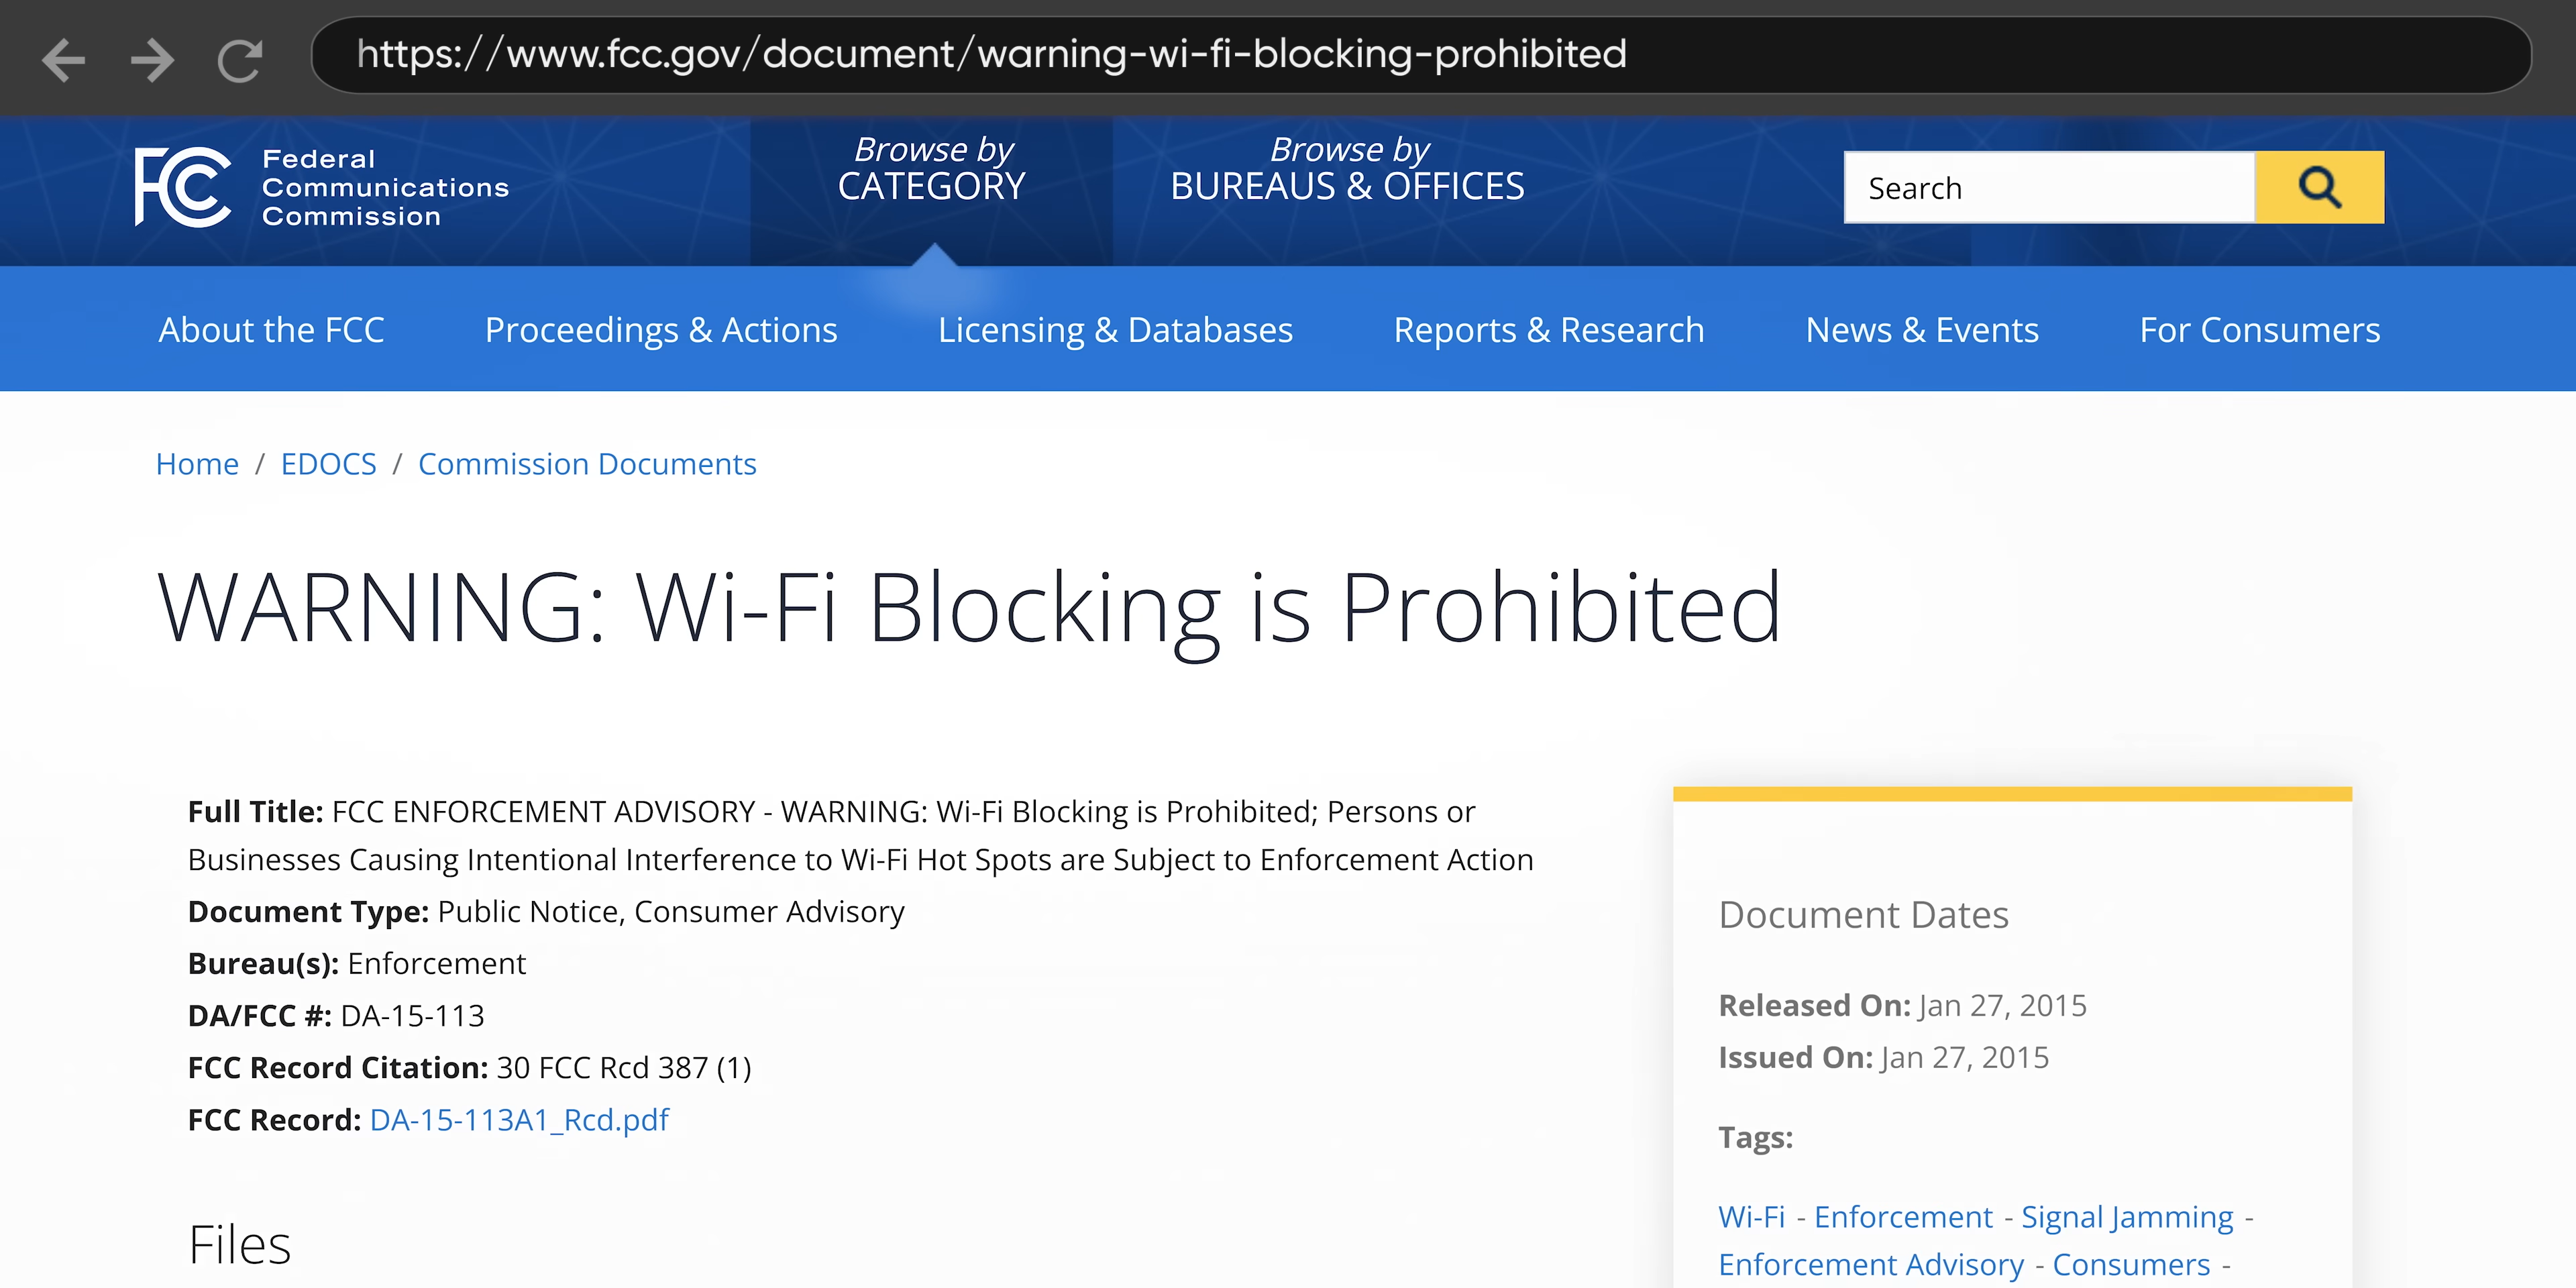 https://www.fcc.gov/document/warning-wi-fi-blocking-prohibited
FCC
Federal
Communications
Commission
Browse by
CATEGORY
Browse by
BUREAUS & OFFICES
Search
About the FCC
Proceedings & Actions
Licensing & Databases
Reports & Research
News & Events
For Consumers
Home / EDOCS / Commission Documents
WARNING: Wi-Fi Blocking is Prohibited
Full Title: FCC ENFORCEMENT ADVISORY - WARNING: Wi-Fi Blocking is Prohibited; Persons or
Businesses Causing Intentional Interference to Wi-Fi Hot Spots are Subject to Enforcement Action
Document Type: Public Notice, Consumer Advisory
Bureau(s): Enforcement
DA/FCC #: DA-15-113
FCC Record Citation: 30 FCC Rcd 387 (1)
FCC Record: DA-15-113A1_Rcd.pdf
Files
Document Dates
Released On: Jan 27, 2015
Issued On: Jan 27, 2015
Tags:
Wi-Fi - Enforcement - Signal Jamming -
Enforcement Advisory - Consumers -